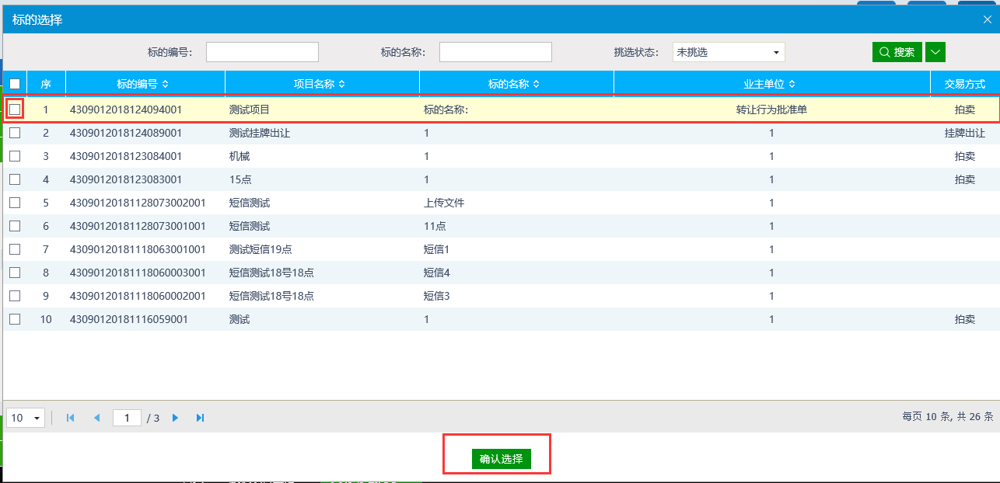 标的选择
标的编号： 标的名称： 挑选状态： 未挑选 搜索
序 标的编号 项目名称 标的名称 业主单位 交易方式
1 4309012018124094001 测试项目 标的名称： 转让行为批准单 拍卖
2 4309012018124089001 测试挂牌出让 1 1 挂牌出让
3 4309012018123084001 机械 1 1 拍卖
4 4309012018123083001 15点 1 1 拍卖
5 43090120181128073002001 短信测试 上传文件 1
6 43090120181128073001001 短信测试 11点 1
7 43090120181118063001001 测试短信19点 短信1 1
8 43090120181118060003001 短信测试18号18点 短信4 1
9 43090120181118060002001 短信测试18号18点 短信3 1
10 43090120181116059001 测试 1 1 拍卖
10 1 / 3 每页 10 条, 共 26 条
确认选择